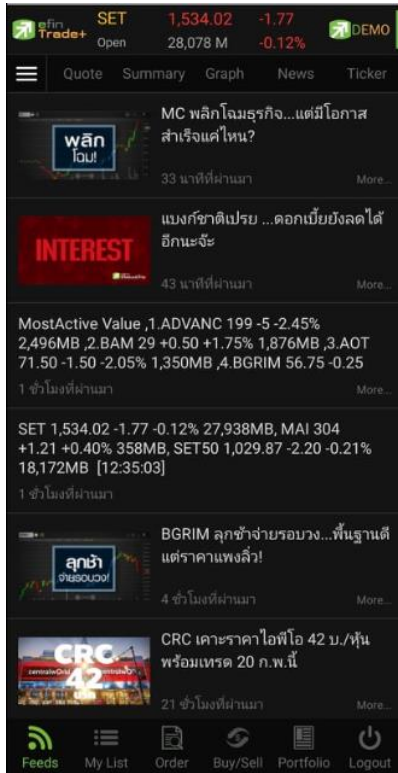 efin
Trade+
SET 1,534.02 -1.77
Open 28,078 M -0.12%
DEMO
Quote Summary Graph News Ticker
พลิก
โฉม!
MC พลิกโฉมธุรกิจ...แต่มีโอกาส
สำเร็จแค่ไหน?
33 นาทีที่ผ่านมา More...
INTEREST
แบงก์ชาติเปรย ...ดอกเบี้ยยังลดได้
อีกนะจ๊ะ
43 นาทีที่ผ่านมา More...
MostActive Value ,1.ADVANC 199 -5 -2.45%
2,496MB ,2.BAM 29 +0.50 +1.75% 1,876MB ,3.AOT
71.50 -1.50 -2.05% 1,350MB ,4.BGRIM 56.75 -0.25
1 ชั่วโมงที่ผ่านมา More...
SET 1,534.02 -1.77 -0.12% 27,938MB, MAI 304
+1.21 +0.40% 358MB, SET50 1,029.87 -2.20 -0.21%
18,172MB [12:35:03]
1 ชั่วโมงที่ผ่านมา
ลุกช้า
จ่ายรอบวง!
BGRIM ลุกช้าจ่ายรอบวง...พื้นฐานดี
แต่ราคาแพงลิ่ว!
4 ชั่วโมงที่ผ่านมา More...
CRC
42
บาท
centralwOrld
CRC เคาะราคาไอพีโอ 42 บ./หุ้น
พร้อมเทรด 20 ก.พ.นี้
21 ชั่วโมงที่ผ่านมา More...
Feeds My List Order Buy/Sell Portfolio Logout